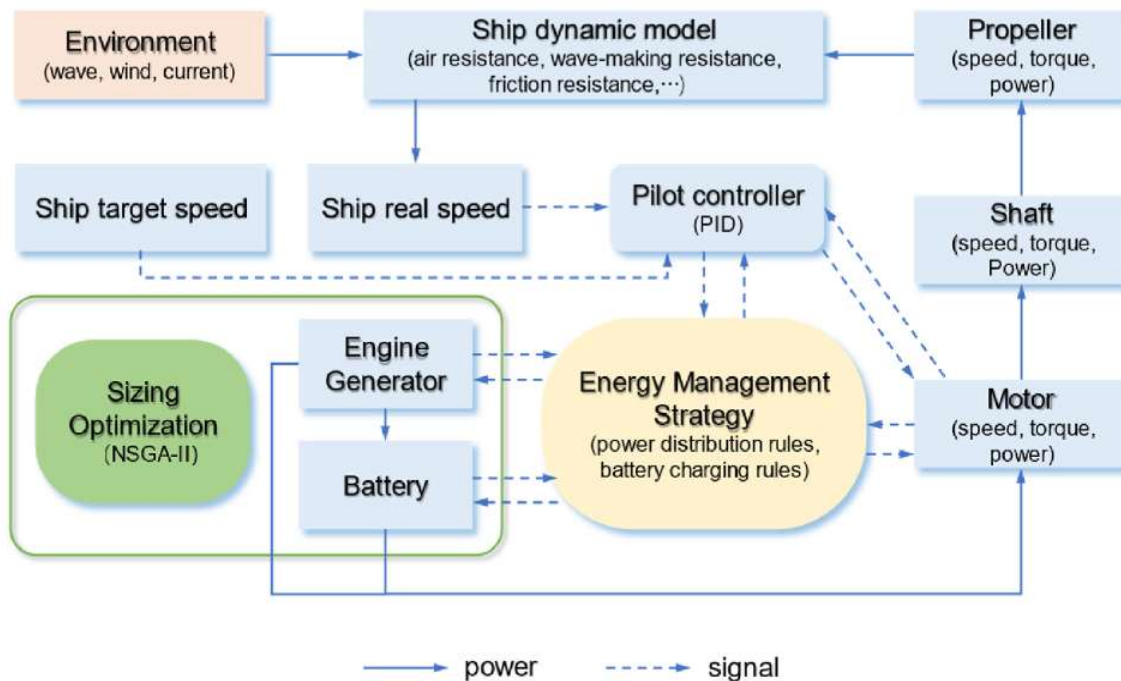 Environment
(wave, wind, current)
Ship dynamic model
(air resistance, wave-making resistance,
friction resistance,⋯)
Propeller
(speed, torque,
power)
Ship target speed
Ship real speed
Pilot controller
(PID)
Shaft
(speed, torque,
Power)
Sizing
Optimization
(NSGA-II)
Engine
Generator
Battery
Energy Management
Strategy
(power distribution rules,
battery charging rules)
Motor
(speed, torque,
power)
power
signal